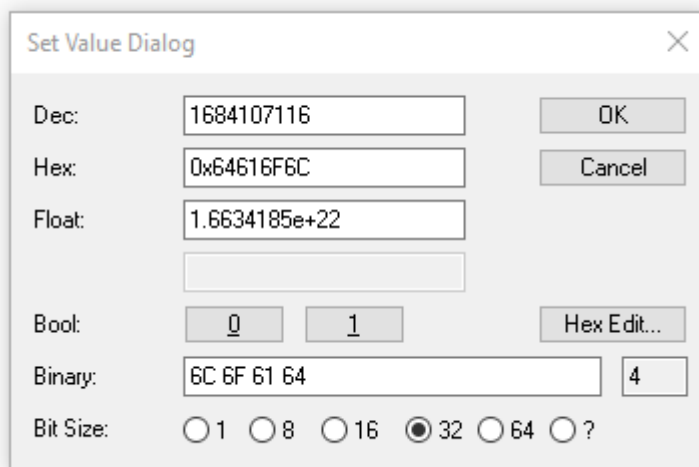 Set Value Dialog
Dec: 1684107116 OK
Hex: 0x64616F6C Cancel
Float: 1.6634185e+22
Bool: 0 1 Hex Edit...
Binary: 6C 6F 61 64 4
Bit Size: 1 8 16 32 64 ?